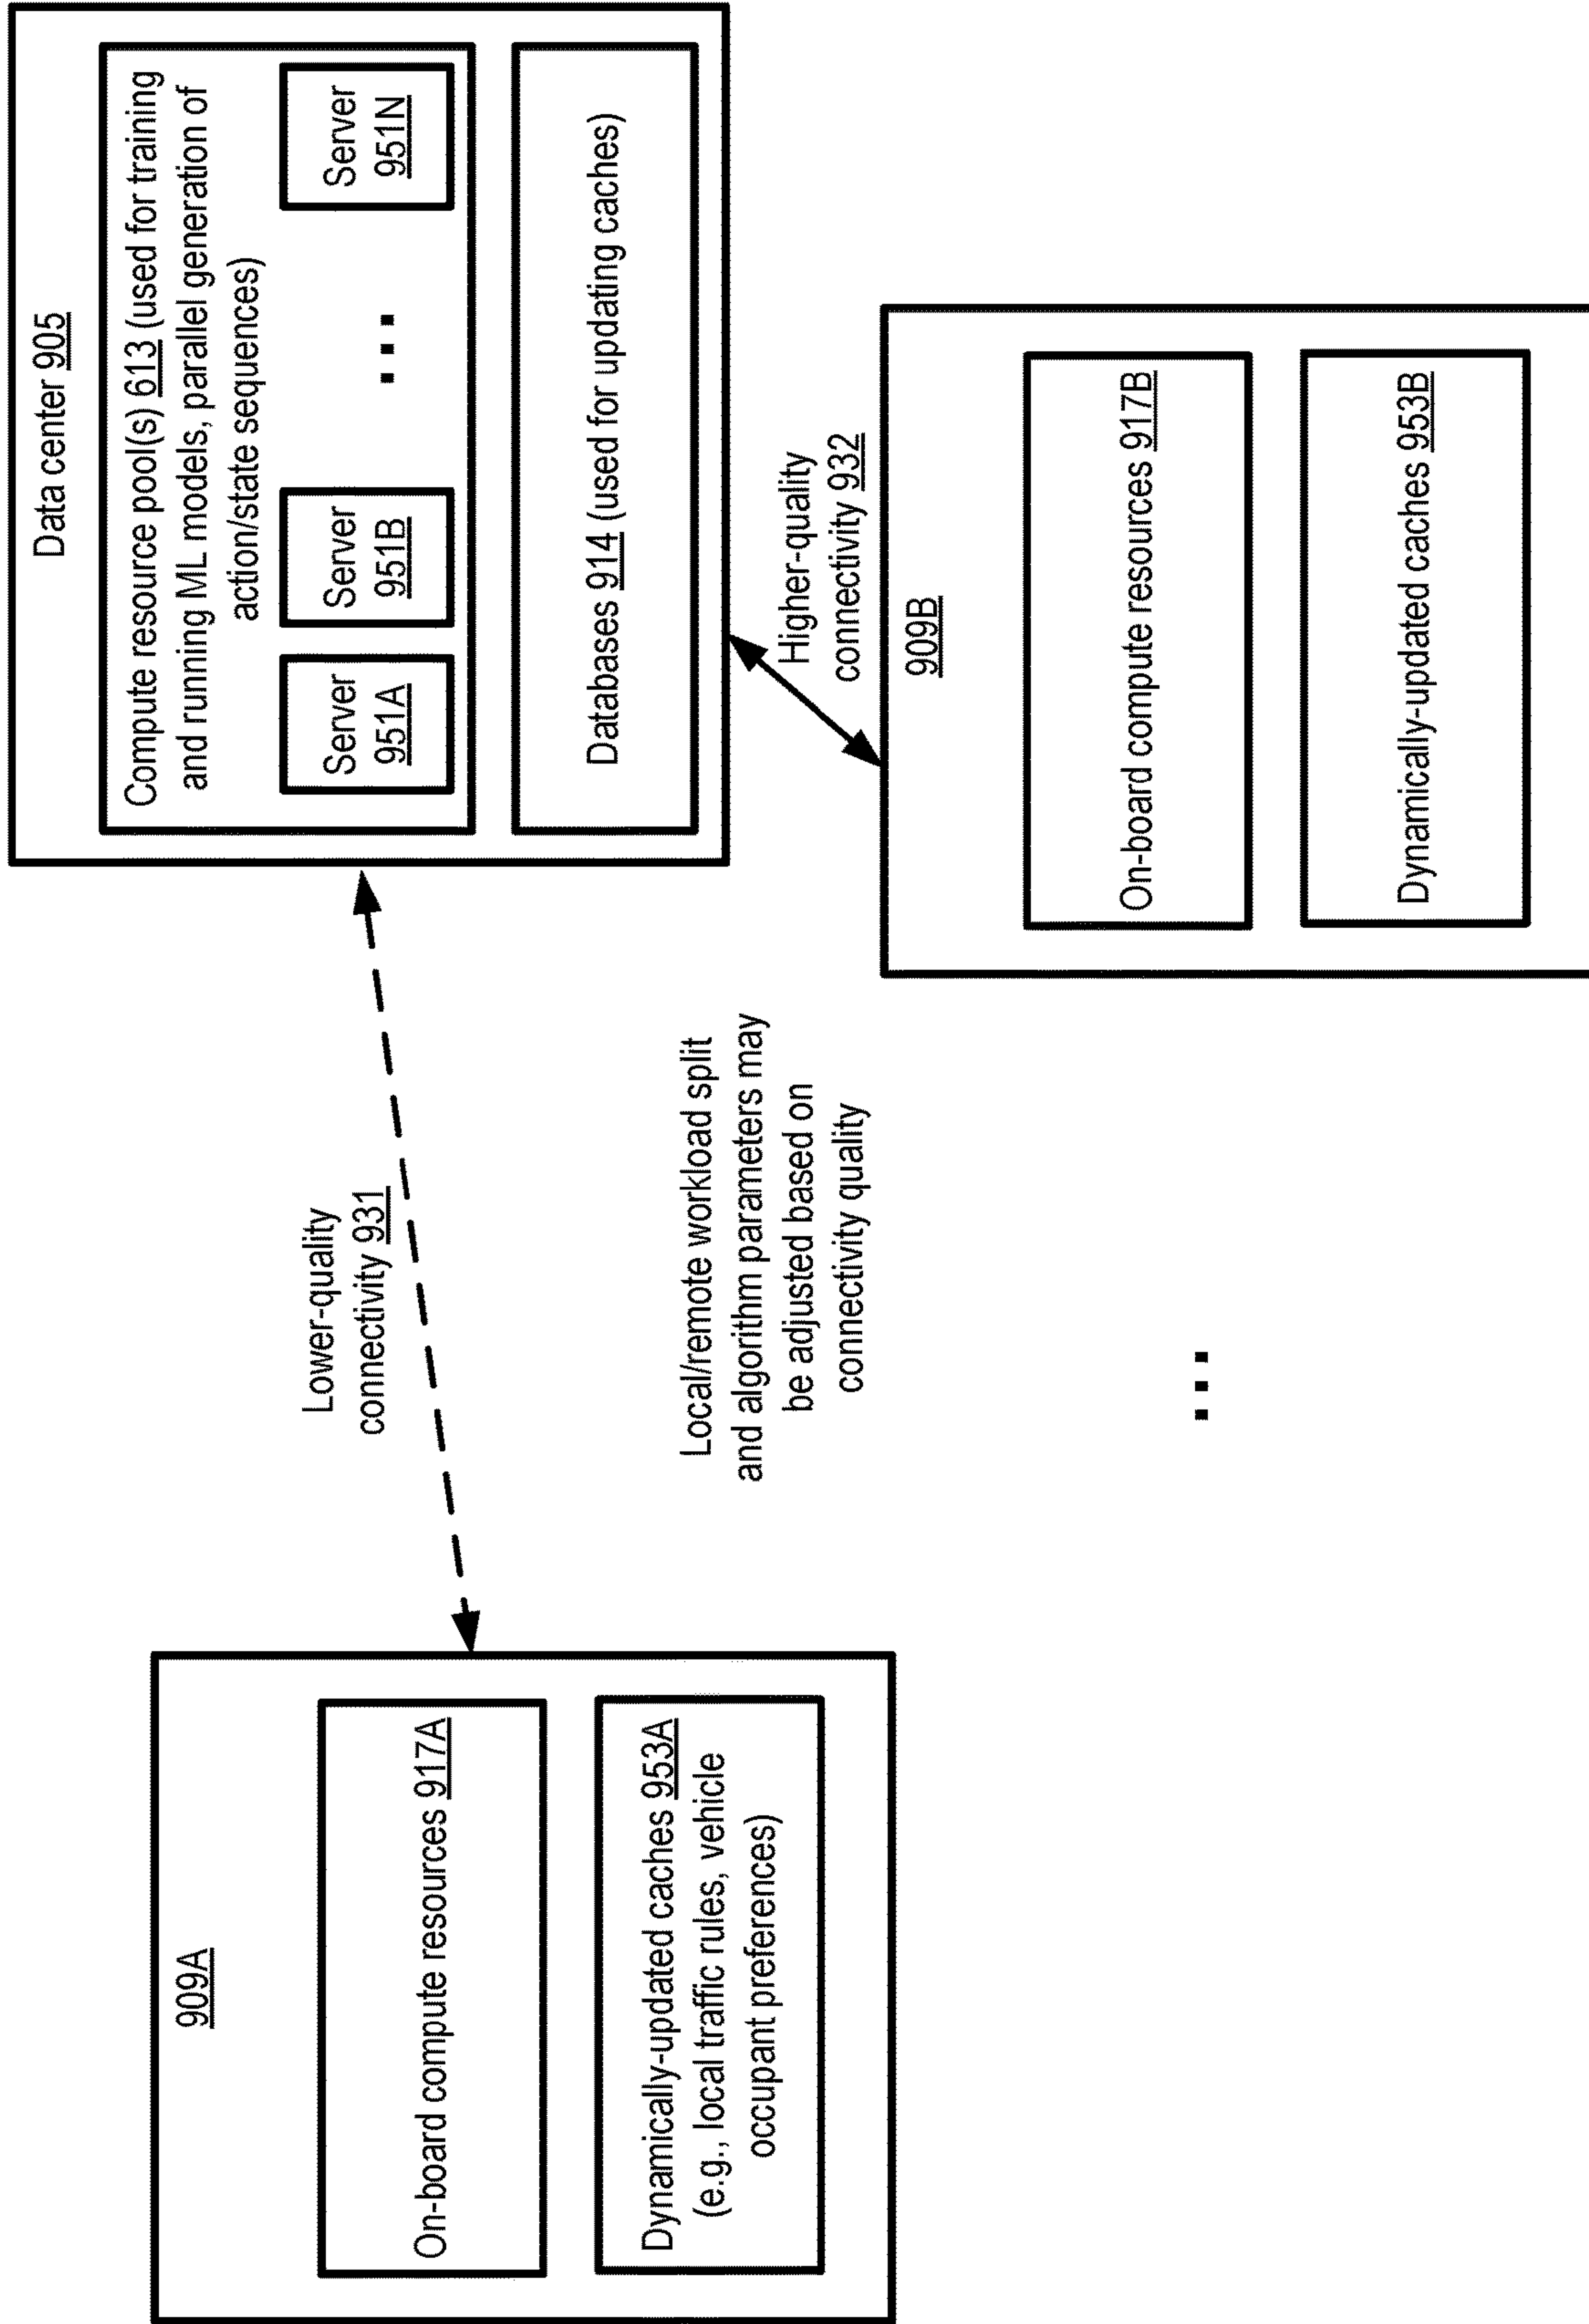 Data center 905
Compute resource pool(s) 613 (used for training
and running ML models, parallel generation of
action/state sequences)
Server
951A
Server
951B
...
Server
951N
Databases 914 (used for updating caches)
Lower-quality
connectivity 931
Higher-quality
connectivity 932
Local/remote workload split
and algorithm parameters may
be adjusted based on
connectivity quality
909A
On-board compute resources 917A
Dynamically-updated caches 953A
(e.g., local traffic rules, vehicle
occupant preferences)
...
909B
On-board compute resources 917B
Dynamically-updated caches 953B